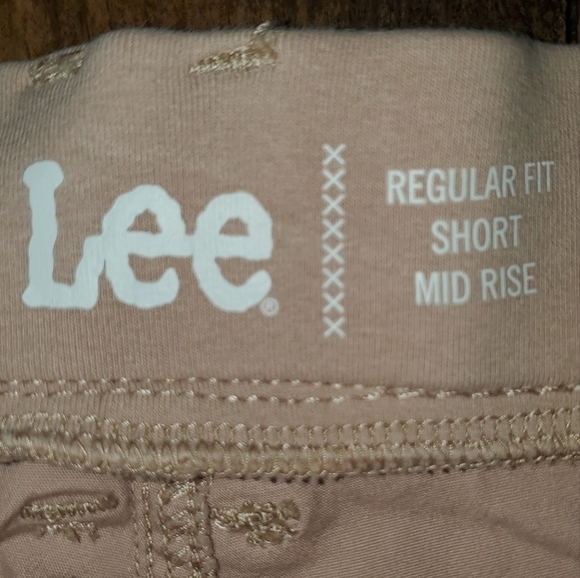 Lee®
REGULAR FIT
SHORT
MID RISE